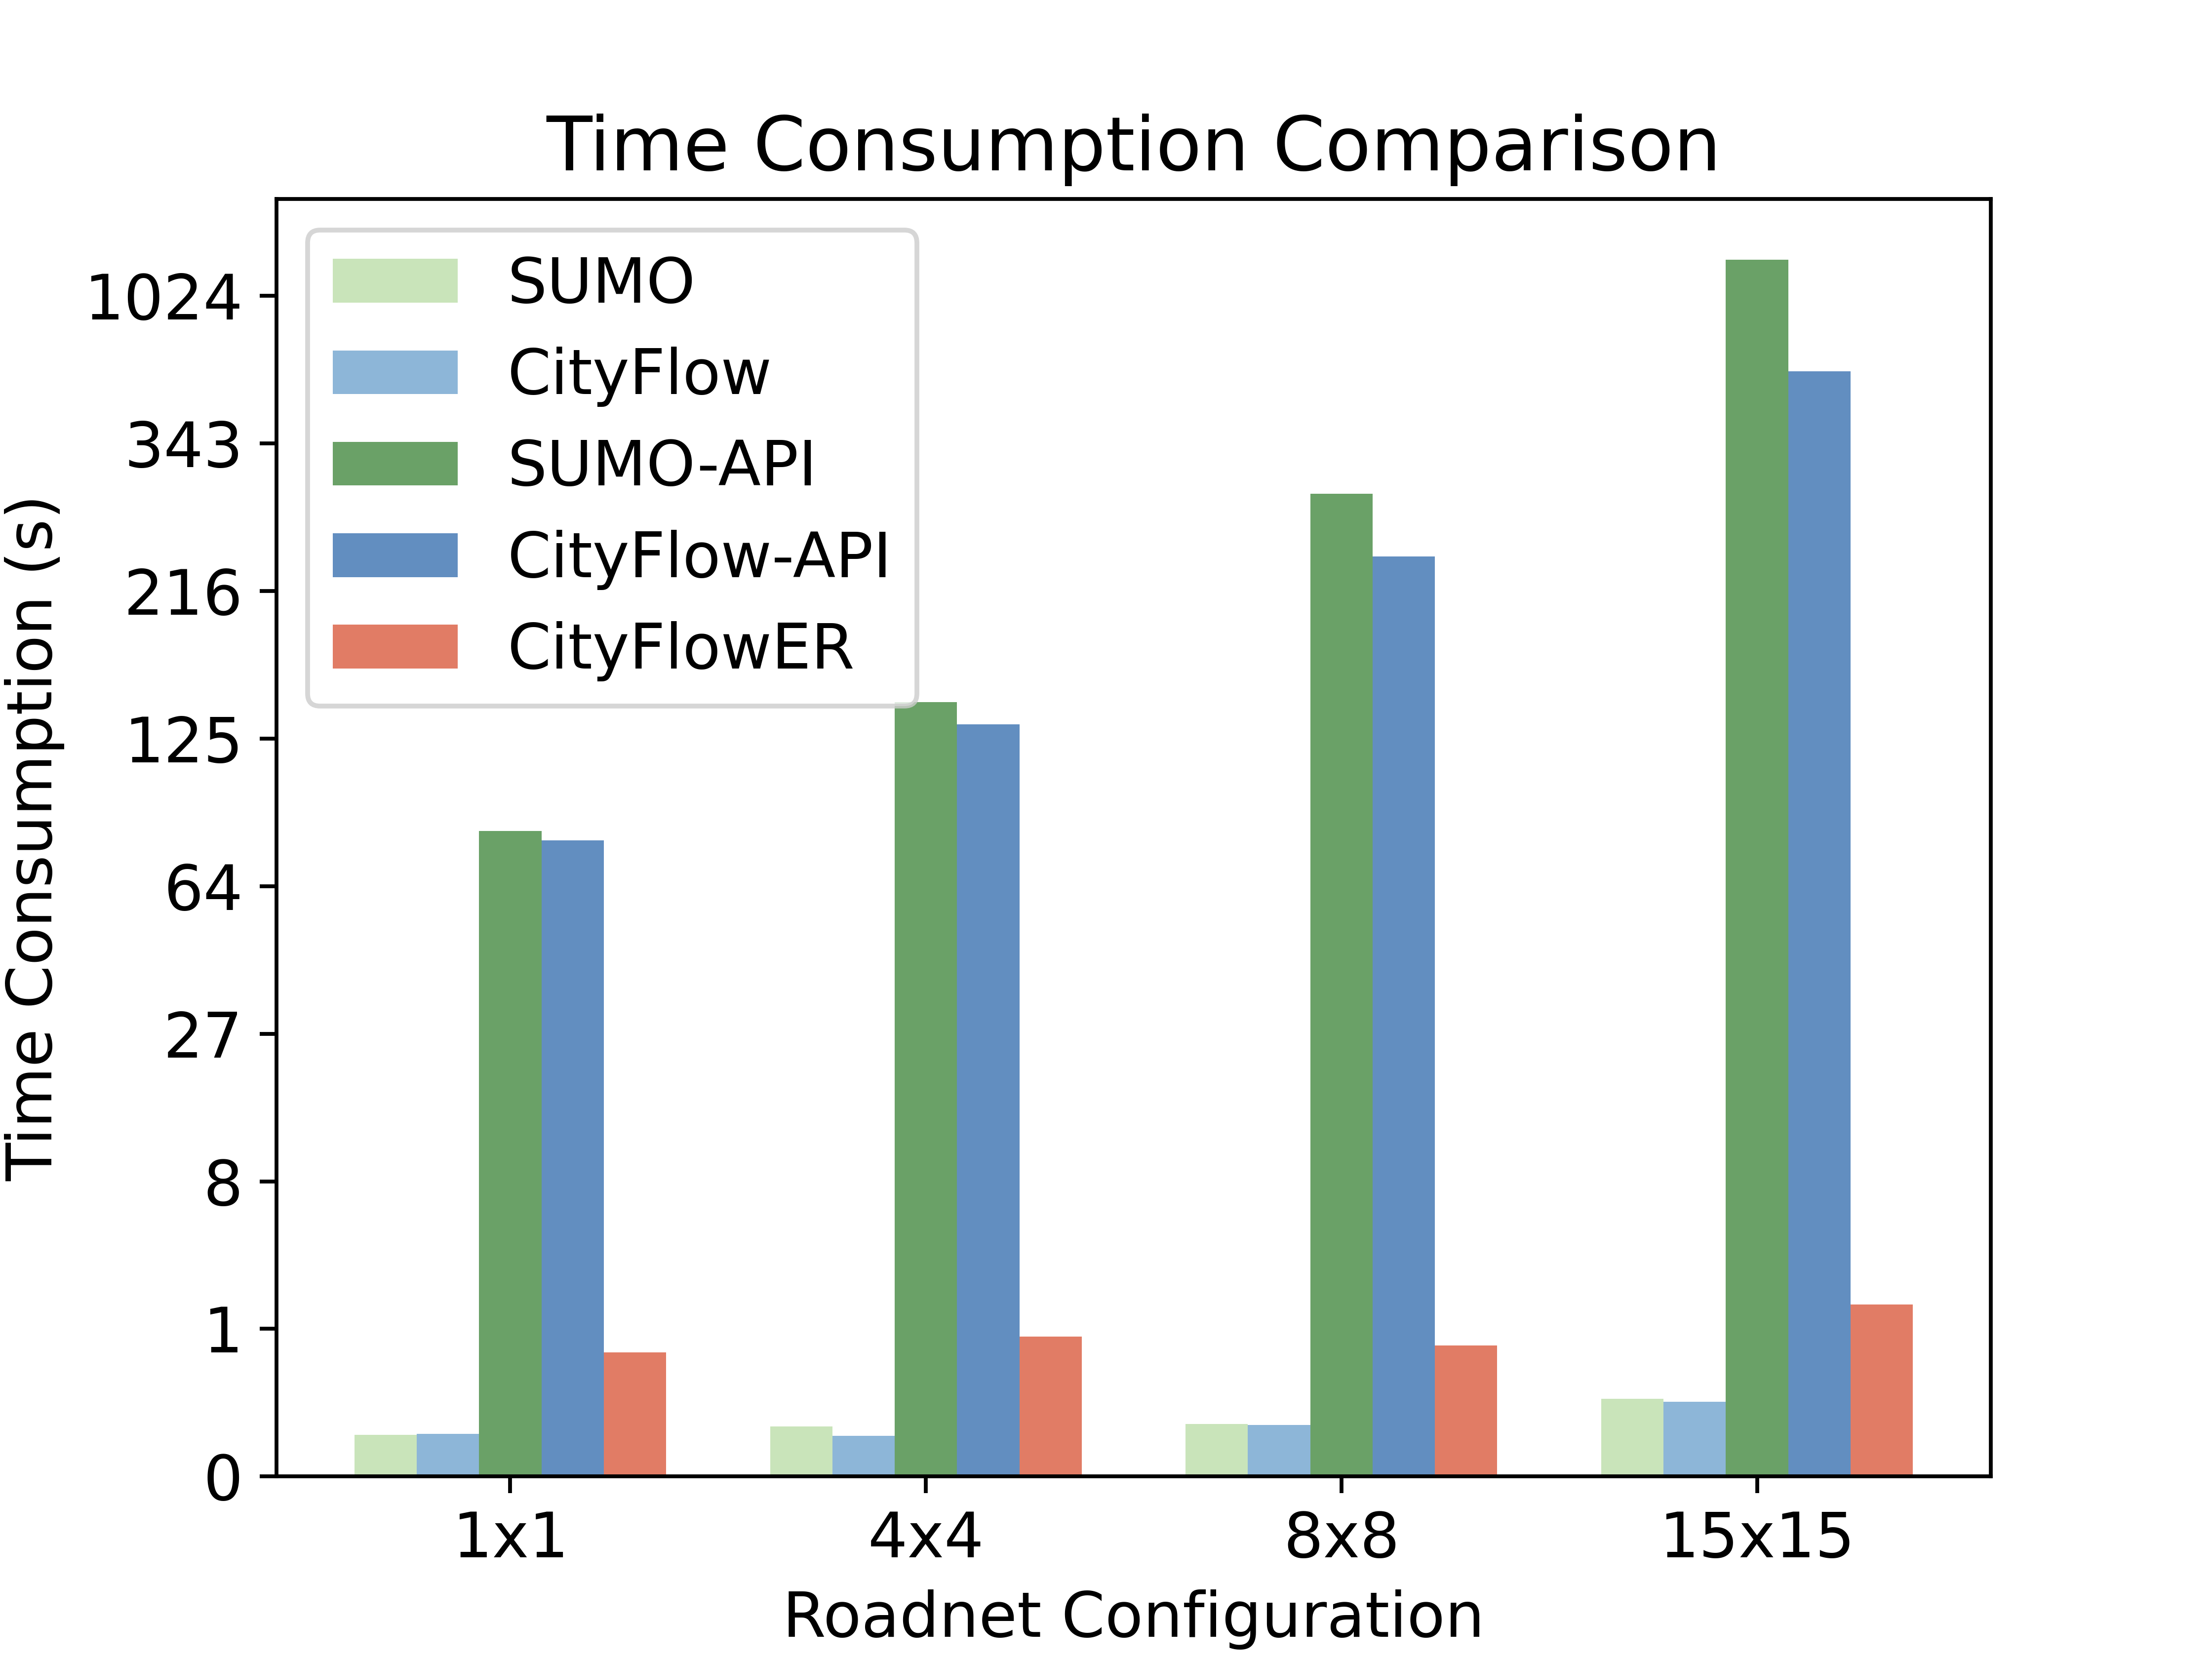 Time Consumption Comparison
SUMO
CityFlow
SUMO-API
CityFlow-API
CityFlowER
Time Consumption (s)
1024
343
216
125
64
27
8
1
0
1x1
4x4
8x8
15x15
Roadnet Configuration